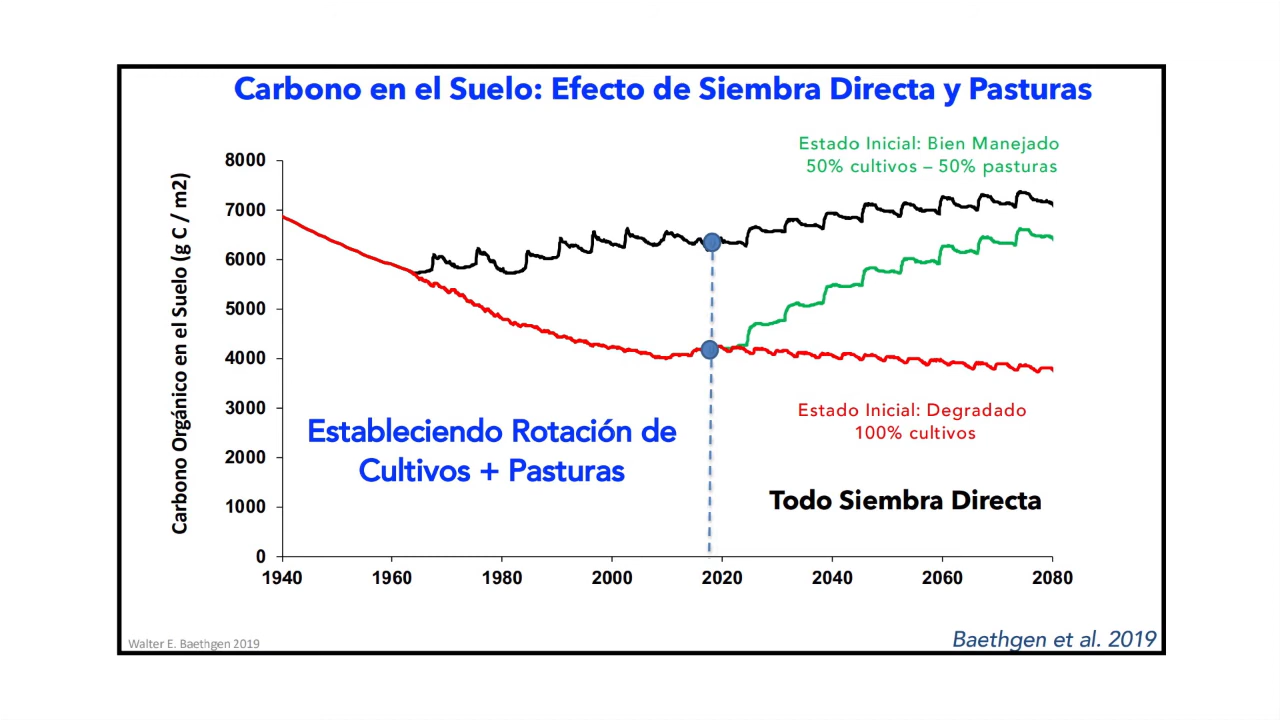 Carbono en el Suelo: Efecto de Siembra Directa y Pasturas
Estado Inicial: Bien Manejado
50% cultivos – 50% pasturas
Carbono Orgánico en el Suelo (g C / m2)
8000
7000
6000
5000
4000
3000
2000
1000
0
Estado Inicial: Degradado
100% cultivos
Estableciendo Rotación de
Cultivos + Pasturas
Todo Siembra Directa
1940 1960 1980 2000 2020 2040 2060 2080
Walter E. Baethgen 2019
Baethgen et al. 2019